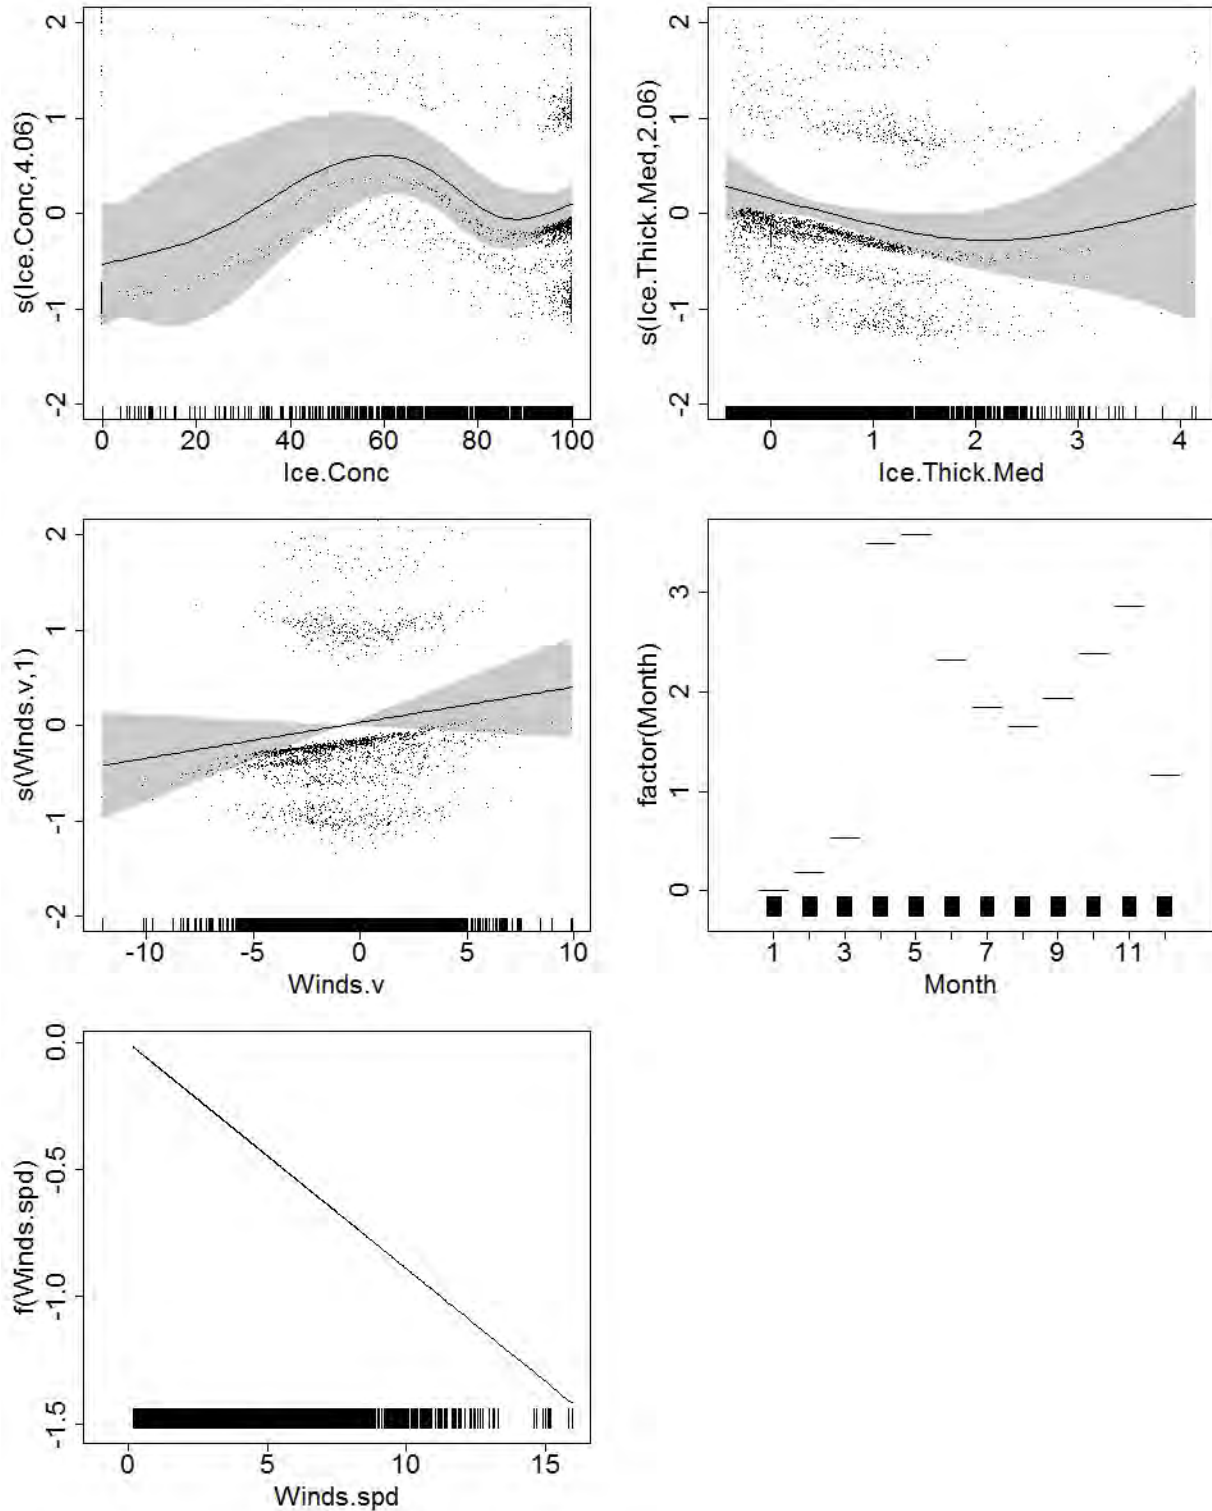 s(Ice.Conc,4.06)
2
1
0
-1
-2
0 20 40 60 80 100
Ice.Conc
s(Ice.Thick.Med,2.06)
2
1
0
-1
-2
0 1 2 3 4
Ice.Thick.Med
s(Winds.v,1)
2
1
0
-1
-2
-10 -5 0 5 10
Winds.v
factor(Month)
3
2
1
0
1 3 5 7 9 11
Month
f(Winds.spd)
0.0
-0.5
-1.0
-1.5
0 5 10 15
Winds.spd